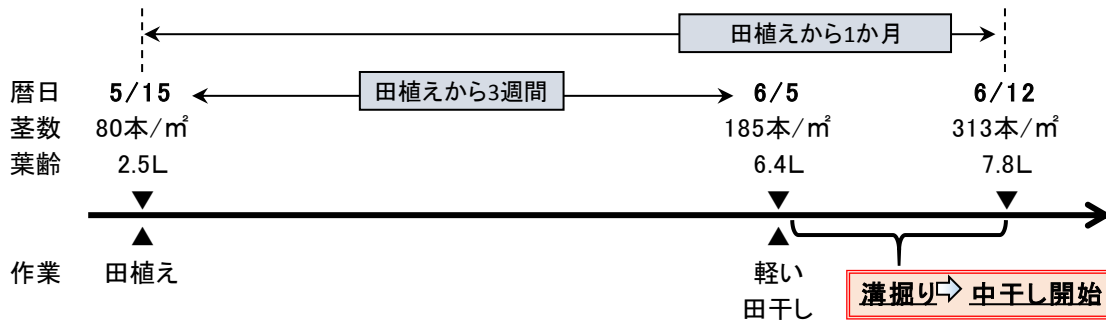 田植えから1か月
暦日 5/15 田植えから3週間 6/5 6/12
茎数 80本/㎡ 185本/㎡ 313本/㎡
葉齢 2.5L 6.4L 7.8L
作業 田植え 軽い
田干し
溝掘り⇨中干し開始